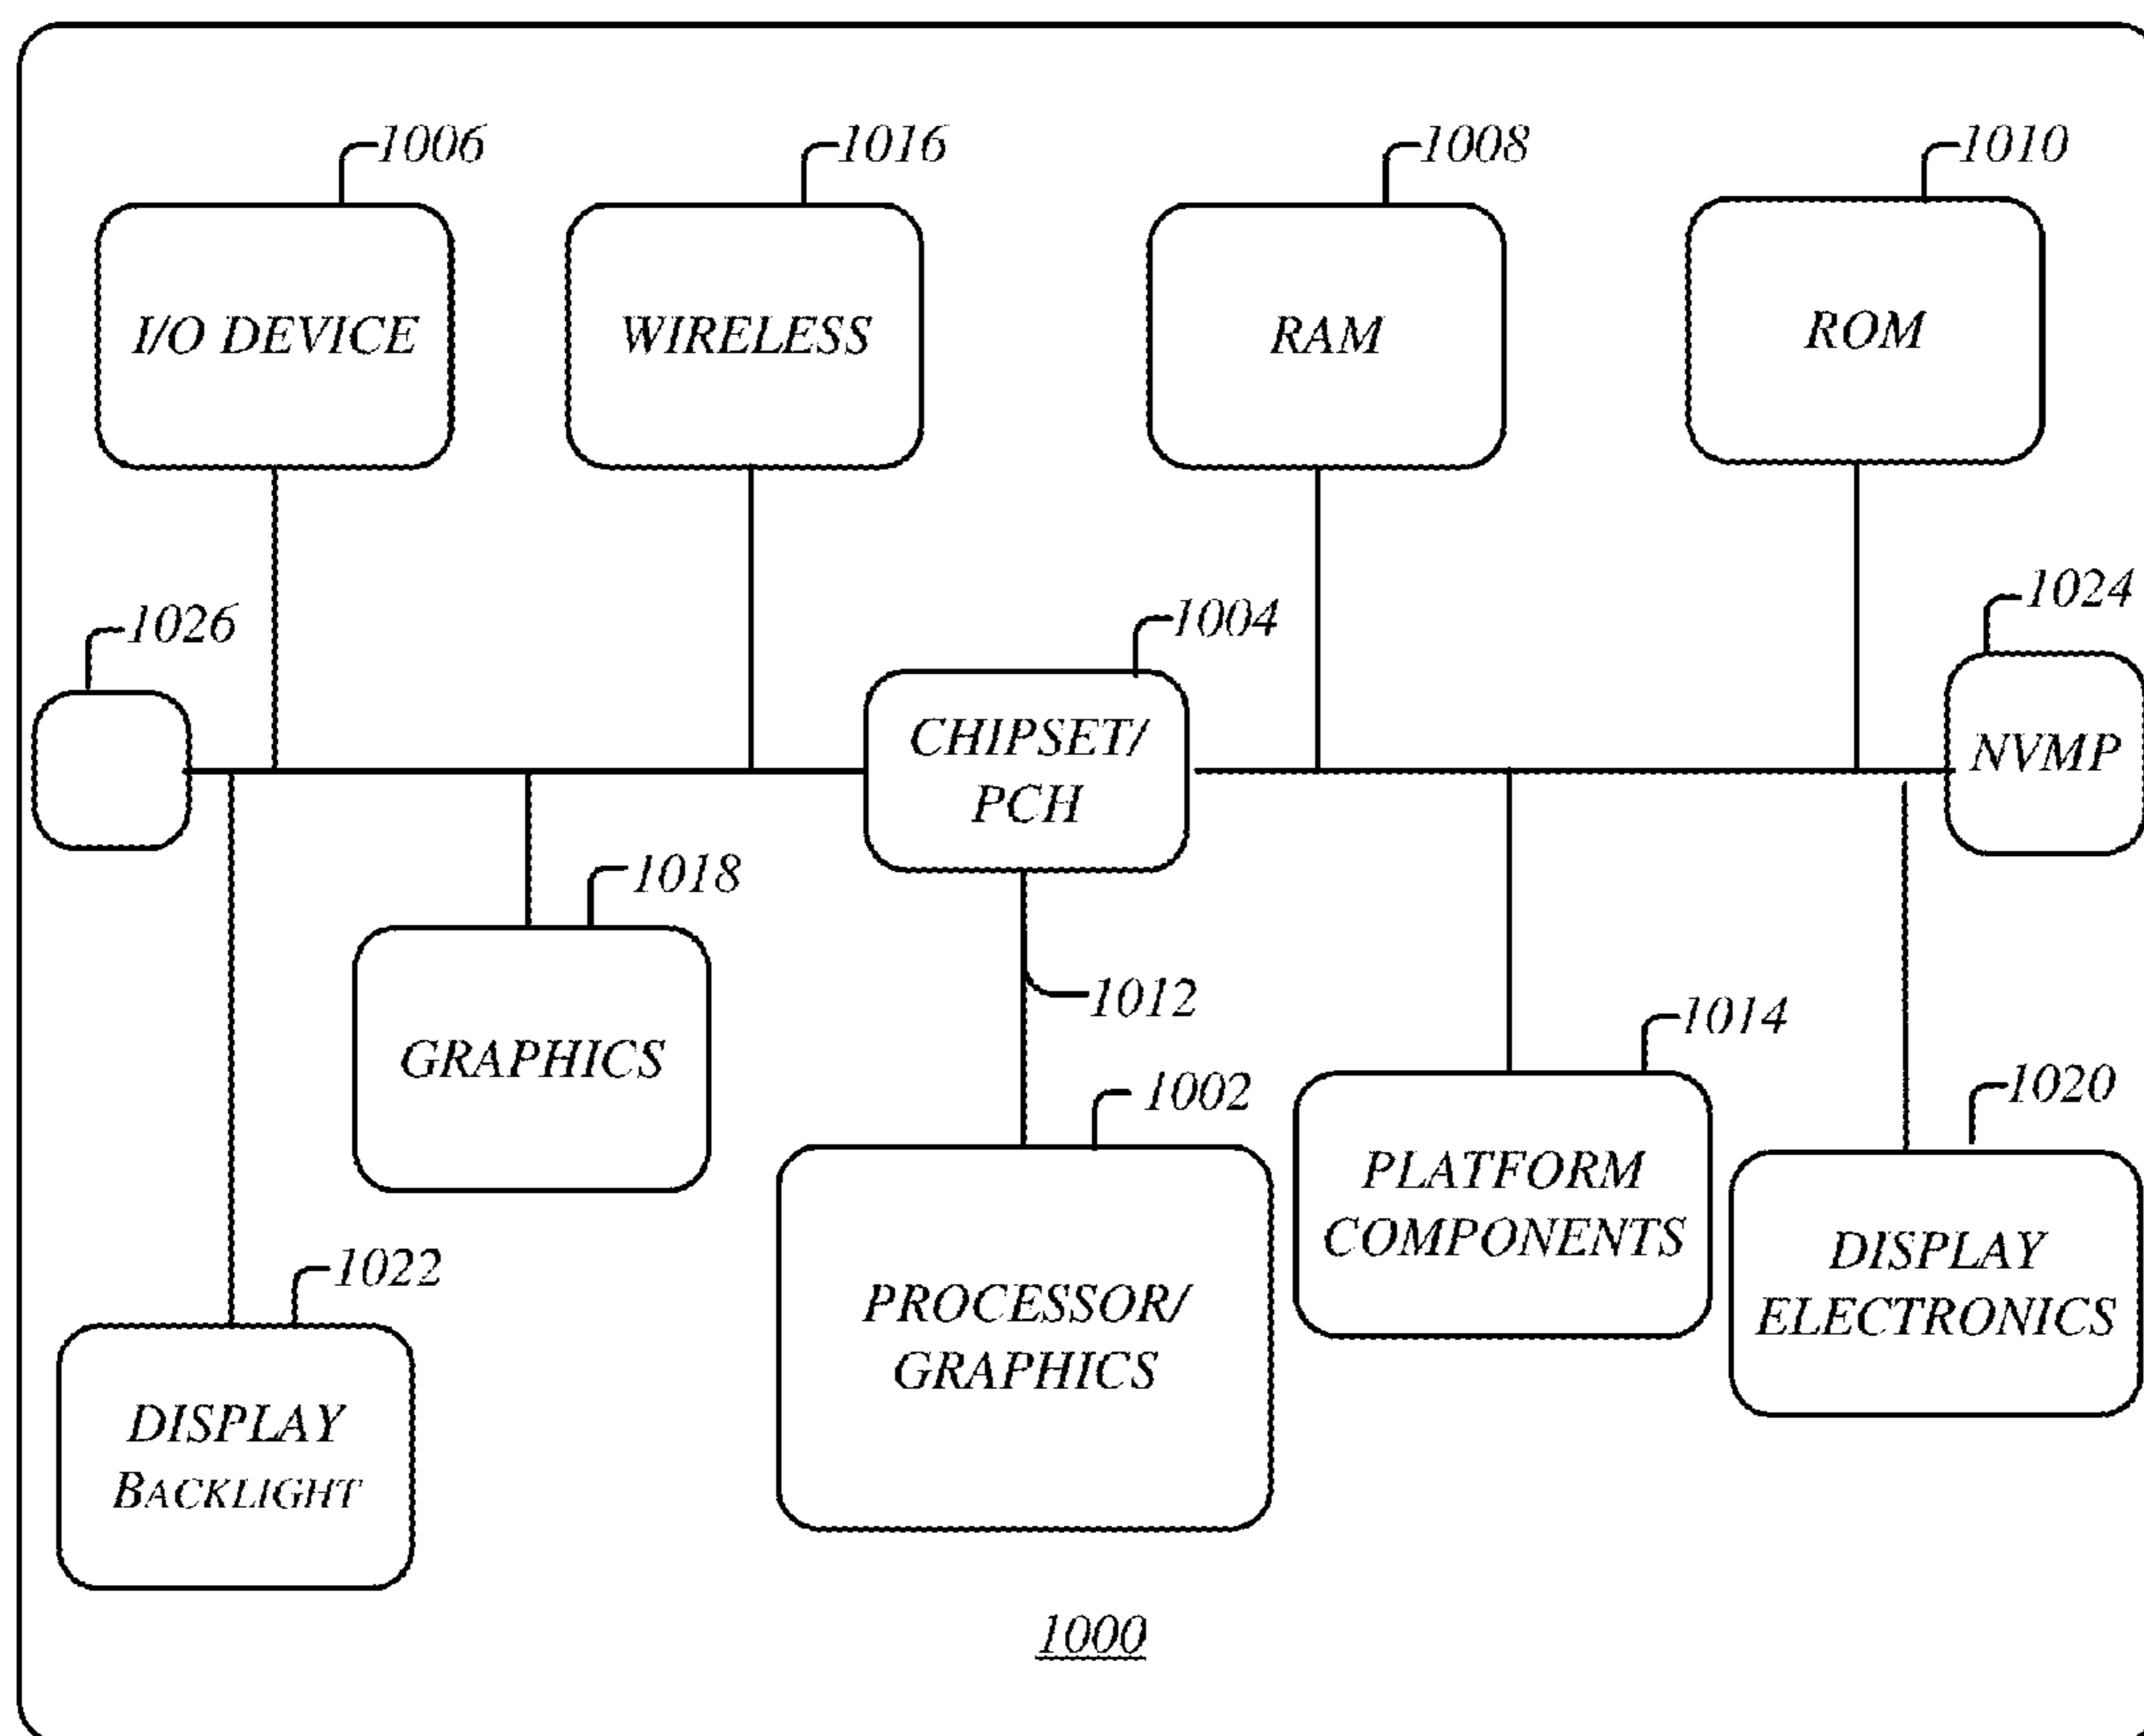 1006
1016
1008
1010
I/O DEVICE
WIRELESS
RAM
ROM
1026
1004
1024
CHIPSET/
PCH
NVMP
1018
1012
1014
GRAPHICS
1002
1020
PLATFORM
COMPONENTS
DISPLAY
ELECTRONICS
1022
PROCESSOR/
GRAPHICS
DISPLAY
BACKLIGHT
1000